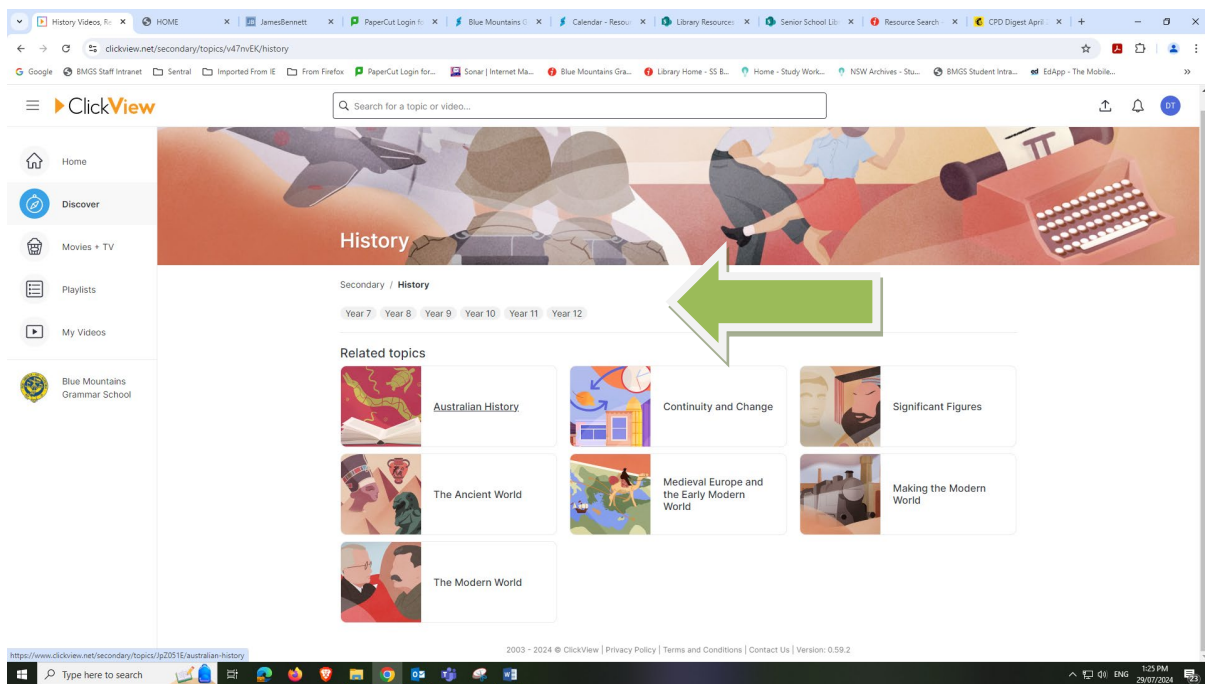 History Videos, Re
HOME
JamesBennett
PaperCut Login fo
Blue Mountains G
Calendar - Resour
Library Resources
Senior School Lib
Resource Search -
CPD Digest April 2
clickview.net/secondary/topics/v47nvEK/history
Google
BMGS Staff Intranet
Sentral
Imported From IE
From Firefox
PaperCut Login for...
Sonar | Internet Ma...
Blue Mountains Gra...
Library Home - SS B...
Home - Study Work...
NSW Archives - Stu...
BMGS Student Intra...
EdApp - The Mobile...
ClickView
Search for a topic or video...
DT
Home
Discover
Movies + TV
Playlists
My Videos
Blue Mountains
Grammar School
History
Secondary / History
Year 7 Year 8 Year 9 Year 10 Year 11 Year 12
Related topics
Australian History
Continuity and Change
Significant Figures
The Ancient World
Medieval Europe and
the Early Modern
World
Making the Modern
World
The Modern World
2003 - 2024 © ClickView | Privacy Policy | Terms and Conditions | Contact Us | Version: 0.59.2
https://www.clickview.net/secondary/topics/JpZ051E/australian-history
Type here to search
ENG
1:25 PM
29/07/2024